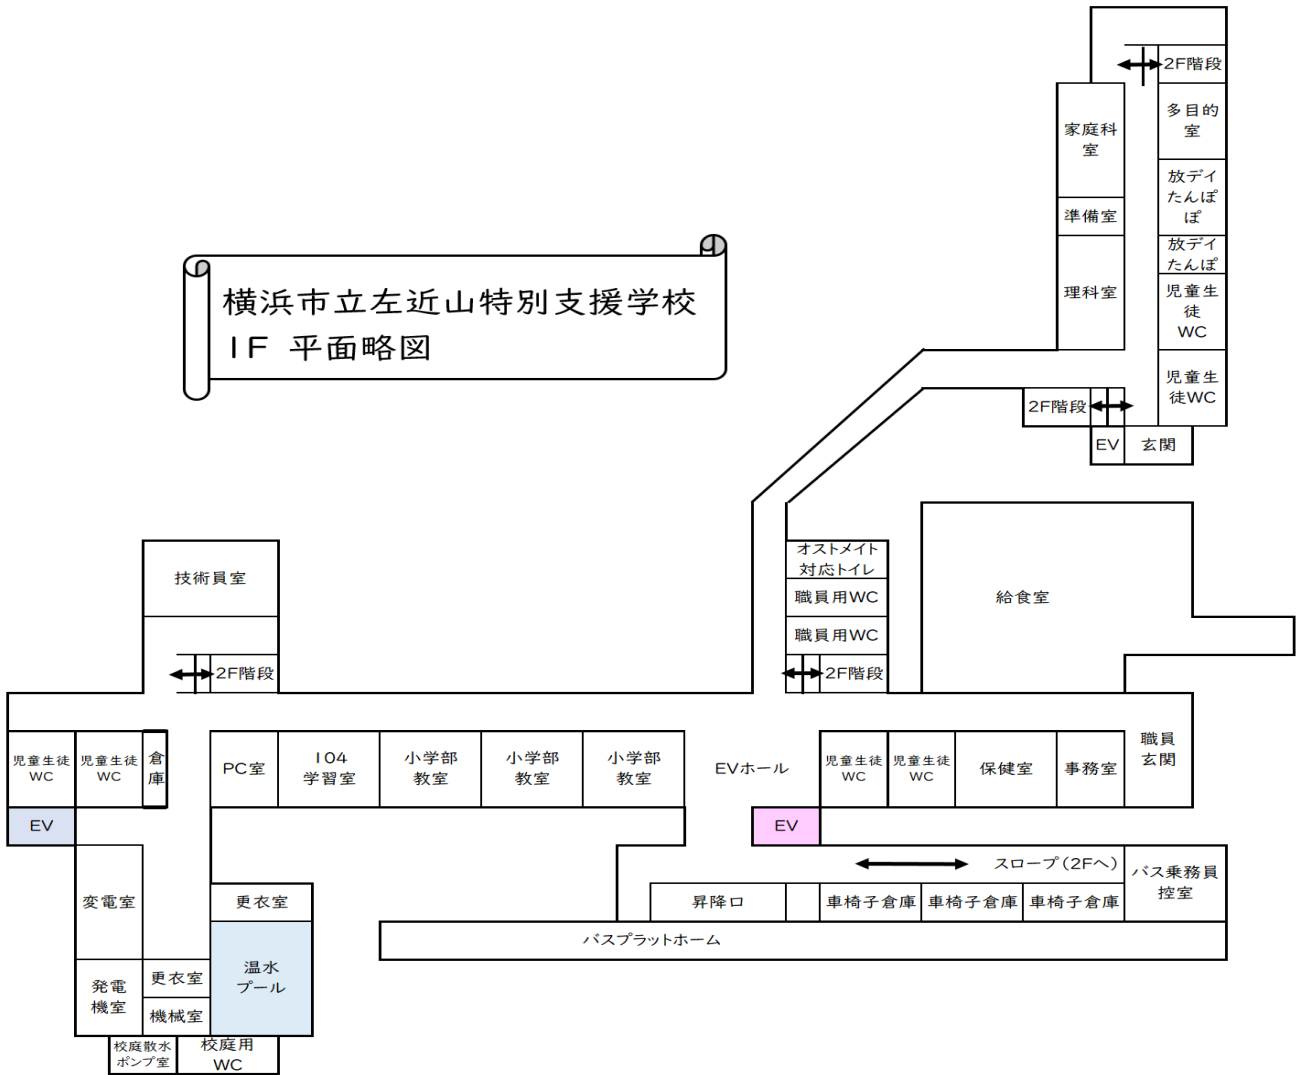 2F階段
多目的
室
家庭科
室
放デイ
たんぽ
ぽ
準備室
放デイ
たんぽ
理科室
児童生
徒
WC
児童生
徒WC
2F階段
EV
玄関
横浜市立左近山特別支援学校
1F 平面略図
オストメイト
対応トイレ
職員用WC
職員用WC
2F階段
給食室
技術員室
2F階段
児童生徒
WC
児童生徒
WC
倉
庫
PC室
104
学習室
小学部
教室
小学部
教室
小学部
教室
EVホール
児童生徒
WC
児童生徒
WC
保健室
事務室
職員
玄関
EV
EV
スロープ(2Fへ)
バス乗務員
控室
変電室
更衣室
昇降口
車椅子倉庫
車椅子倉庫
車椅子倉庫
バスプラットホーム
温水
プール
発電
機室
更衣室
機械室
校庭散水
ポンプ室
校庭用
WC